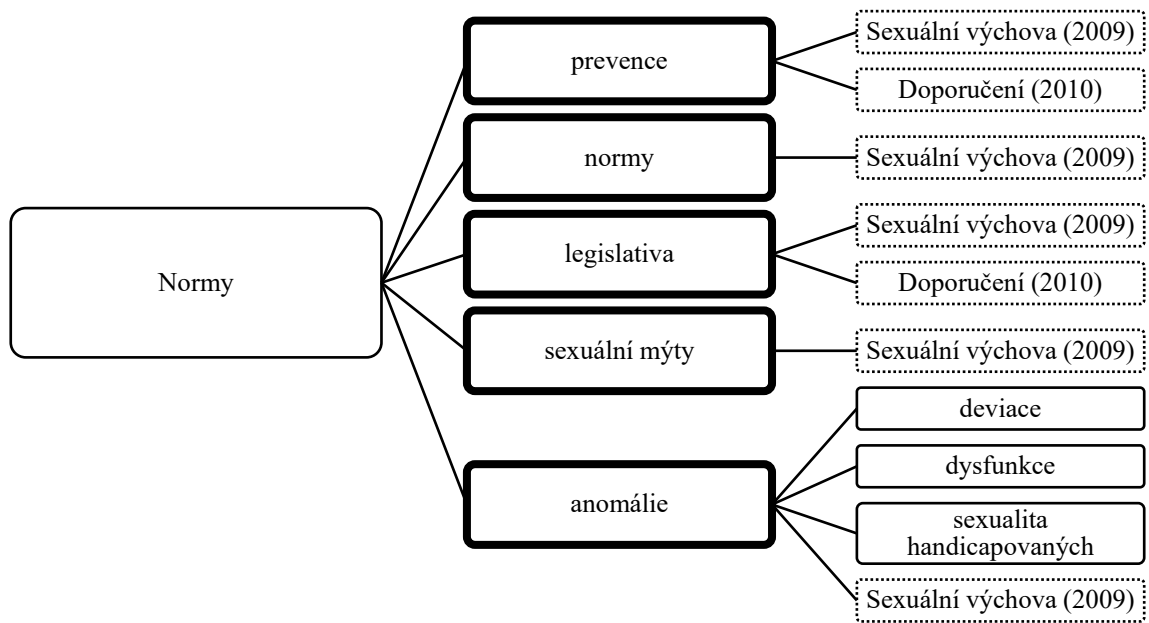 Normy
prevence
Sexuální výchova (2009)
Doporučení (2010)
normy
Sexuální výchova (2009)
legislativa
Sexuální výchova (2009)
Doporučení (2010)
sexuální mýty
Sexuální výchova (2009)
anomálie
deviace
dysfunkce
sexualita
handicapovaných
Sexuální výchova (2009)